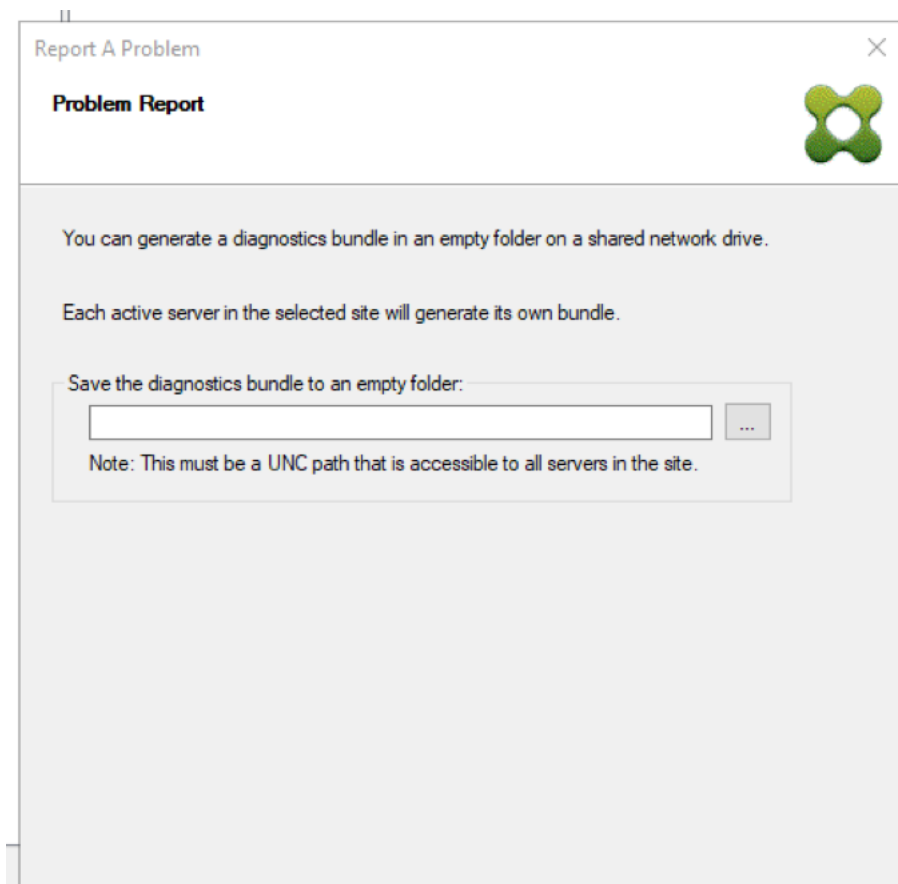 Report A Problem
Problem Report
You can generate a diagnostics bundle in an empty folder on a shared network drive.
Each active server in the selected site will generate its own bundle.
Save the diagnostics bundle to an empty folder:
...
Note: This must be a UNC path that is accessible to all servers in the site.